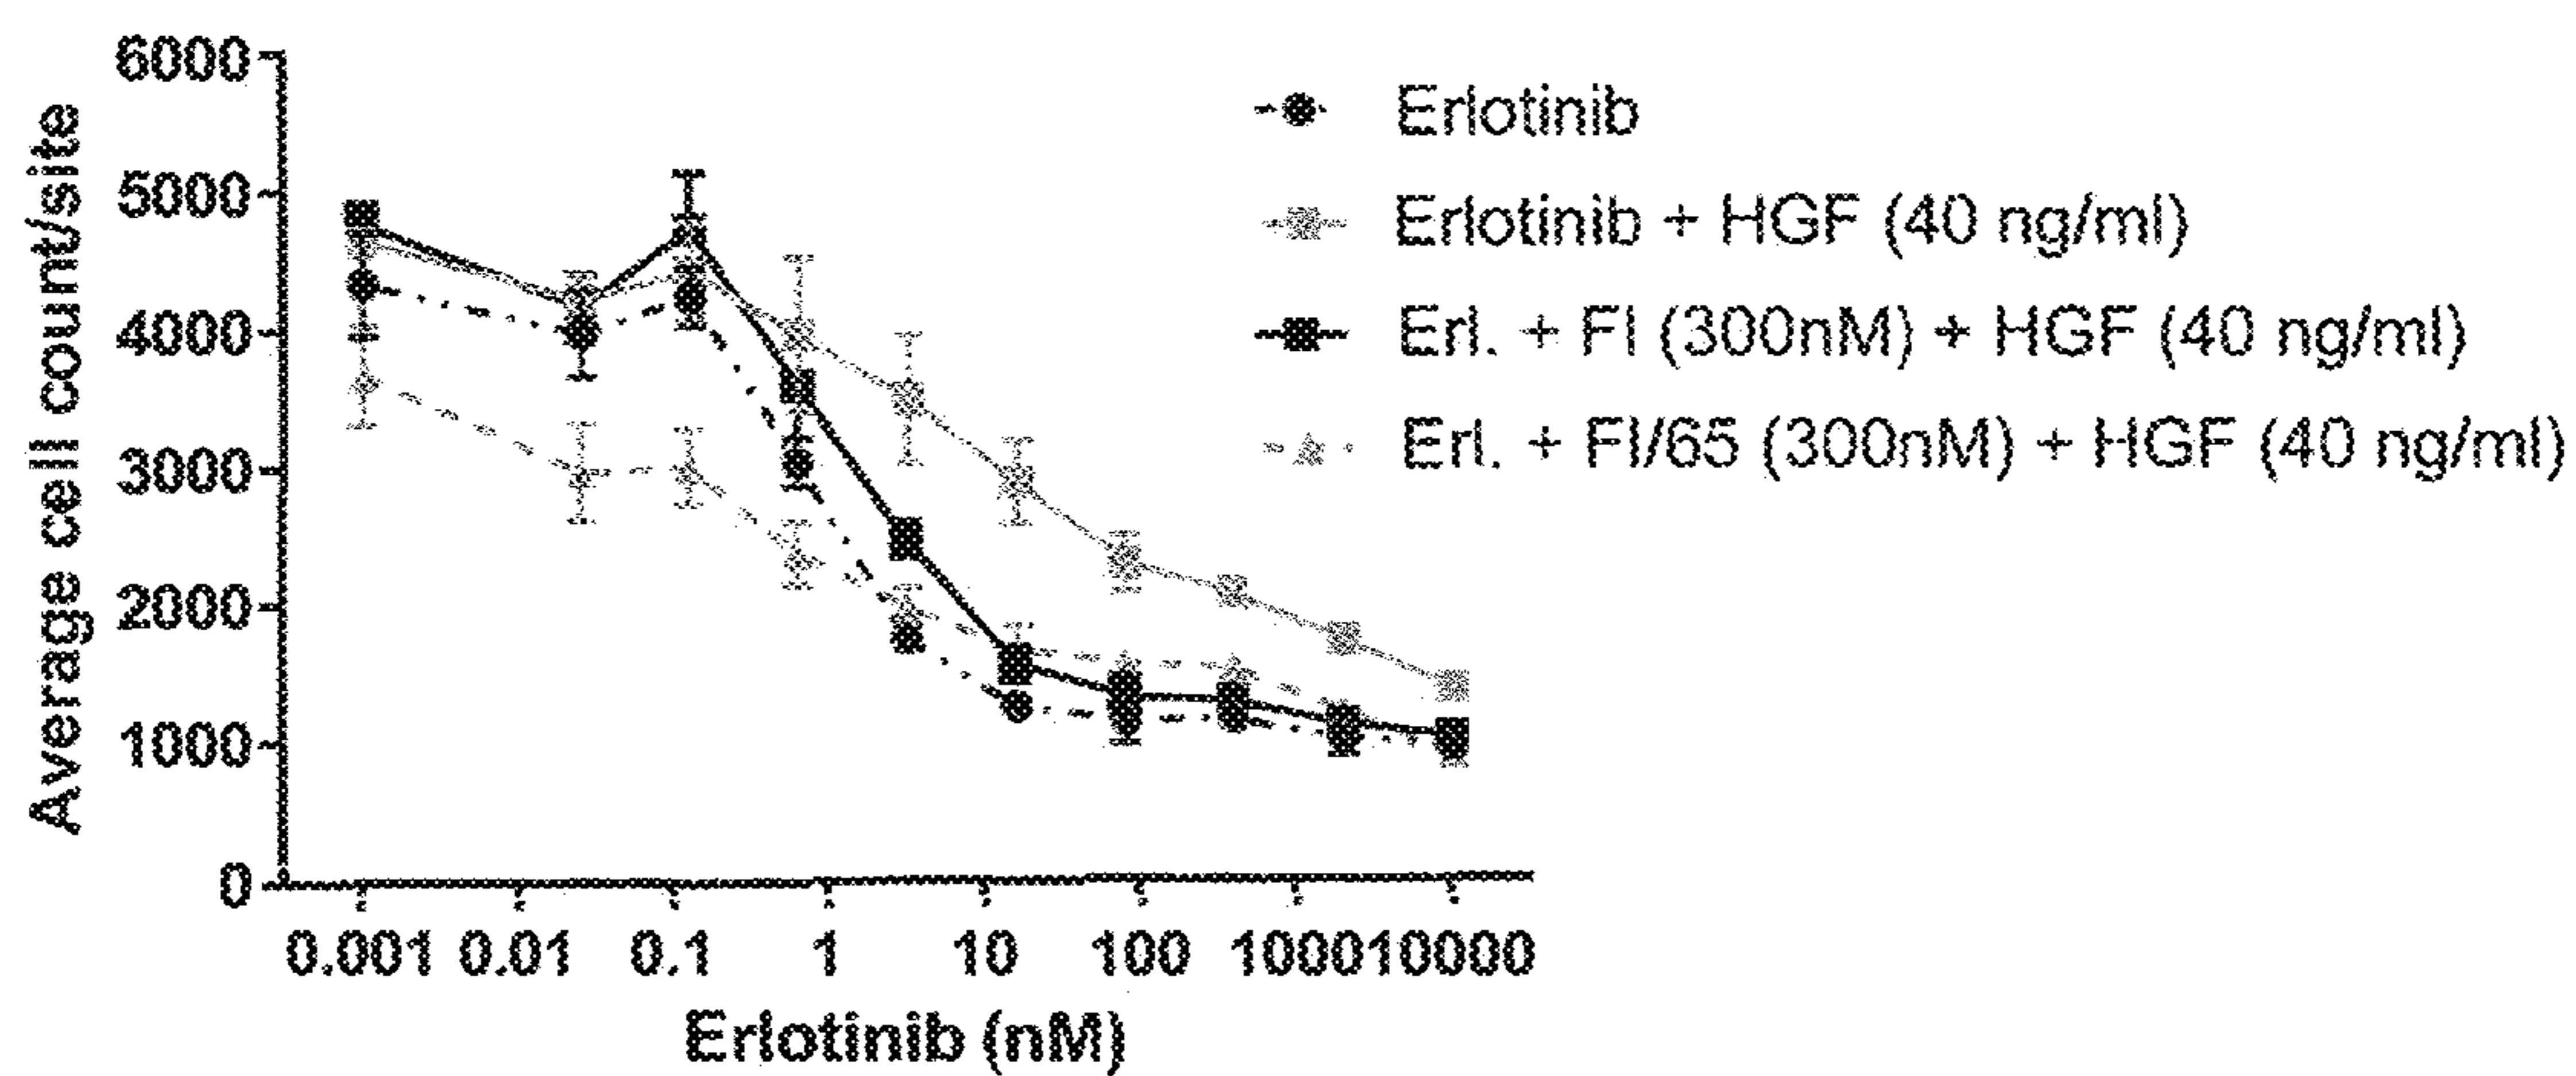 6000
5000
4000
3000
2000
1000
0
Average cell count/site
0.001 0.01 0.1 1 10 100 1000 10000
Erlotinib (nM)
Erlotinib
Erlotinib + HGF (40 ng/ml)
Erl. + FI (300nM) + HGF (40 ng/ml)
Erl. + FI/65 (300nM) + HGF (40 ng/ml)